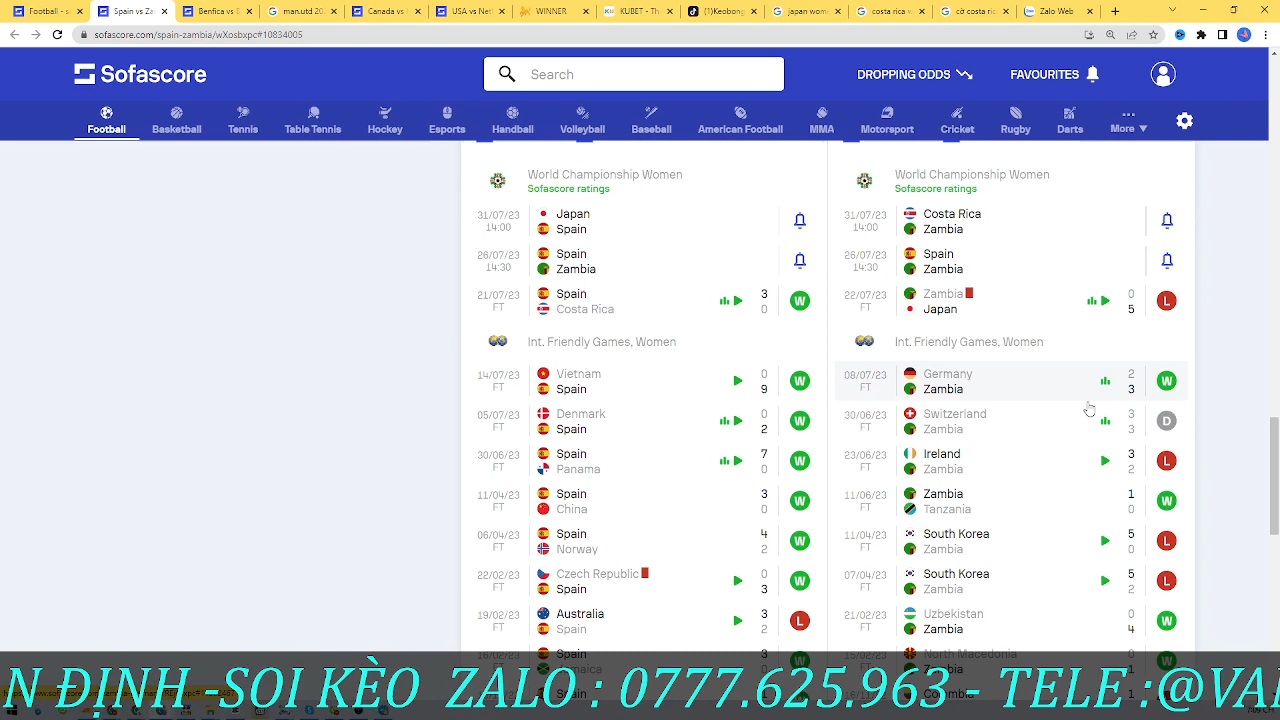 Football - s
Spain vs Za
Benfica vs B
man.utd 20
Canada vs
USA vs Net
WINNER
KUBET - Th
(1)Keobong
japan wome
costa rica w
cờ costa ric
Zalo Web
sofascore.com/spain-zambia/wXosbxpc#10834005
Sofascore
Search
DROPPING ODDS
FAVOURITES
Football
Basketball
Tennis
Table Tennis
Hockey
Esports
Handball
Volleyball
Baseball
American Football
MMA
Motorsport
Cricket
Rugby
Darts
More
World Championship Women
Sofascore ratings
31/07/23 Japan
14:00 Spain
26/07/23 Spain
14:30 Zambia
21/07/23 Spain 3 W
FT Costa Rica 0
Int. Friendly Games, Women
14/07/23 Vietnam 0 W
FT Spain 9
05/07/23 Denmark 0 W
FT Spain 2
30/06/23 Spain 7 W
FT Panama 0
11/04/23 Spain 3 W
FT China 0
06/04/23 Spain 4 W
FT Norway 2
22/02/23 Czech Republic 0 W
FT Spain 3
19/02/23 Australia 3 L
FT Spain 2
Spain 3 W
World Championship Women
Sofascore ratings
31/07/23 Costa Rica
14:00 Zambia
26/07/23 Spain
14:30 Zambia
22/07/23 Zambia 0 L
FT Japan 5
Int. Friendly Games, Women
08/07/23 Germany 2 W
FT Zambia 3
30/06/23 Switzerland 3 D
FT Zambia 3
23/06/23 Ireland 3 L
FT Zambia 2
11/06/23 Zambia 1 W
FT Tanzania 0
11/04/23 South Korea 5 L
FT Zambia 0
07/04/23 South Korea 5 L
FT Zambia 2
21/02/23 Uzbekistan 0 W
FT Zambia 4
15/02/23 North Macedonia 0 W
N ĐỊNH - SOI KÈO ZALO : 0777.625.963 - TELE :@VA